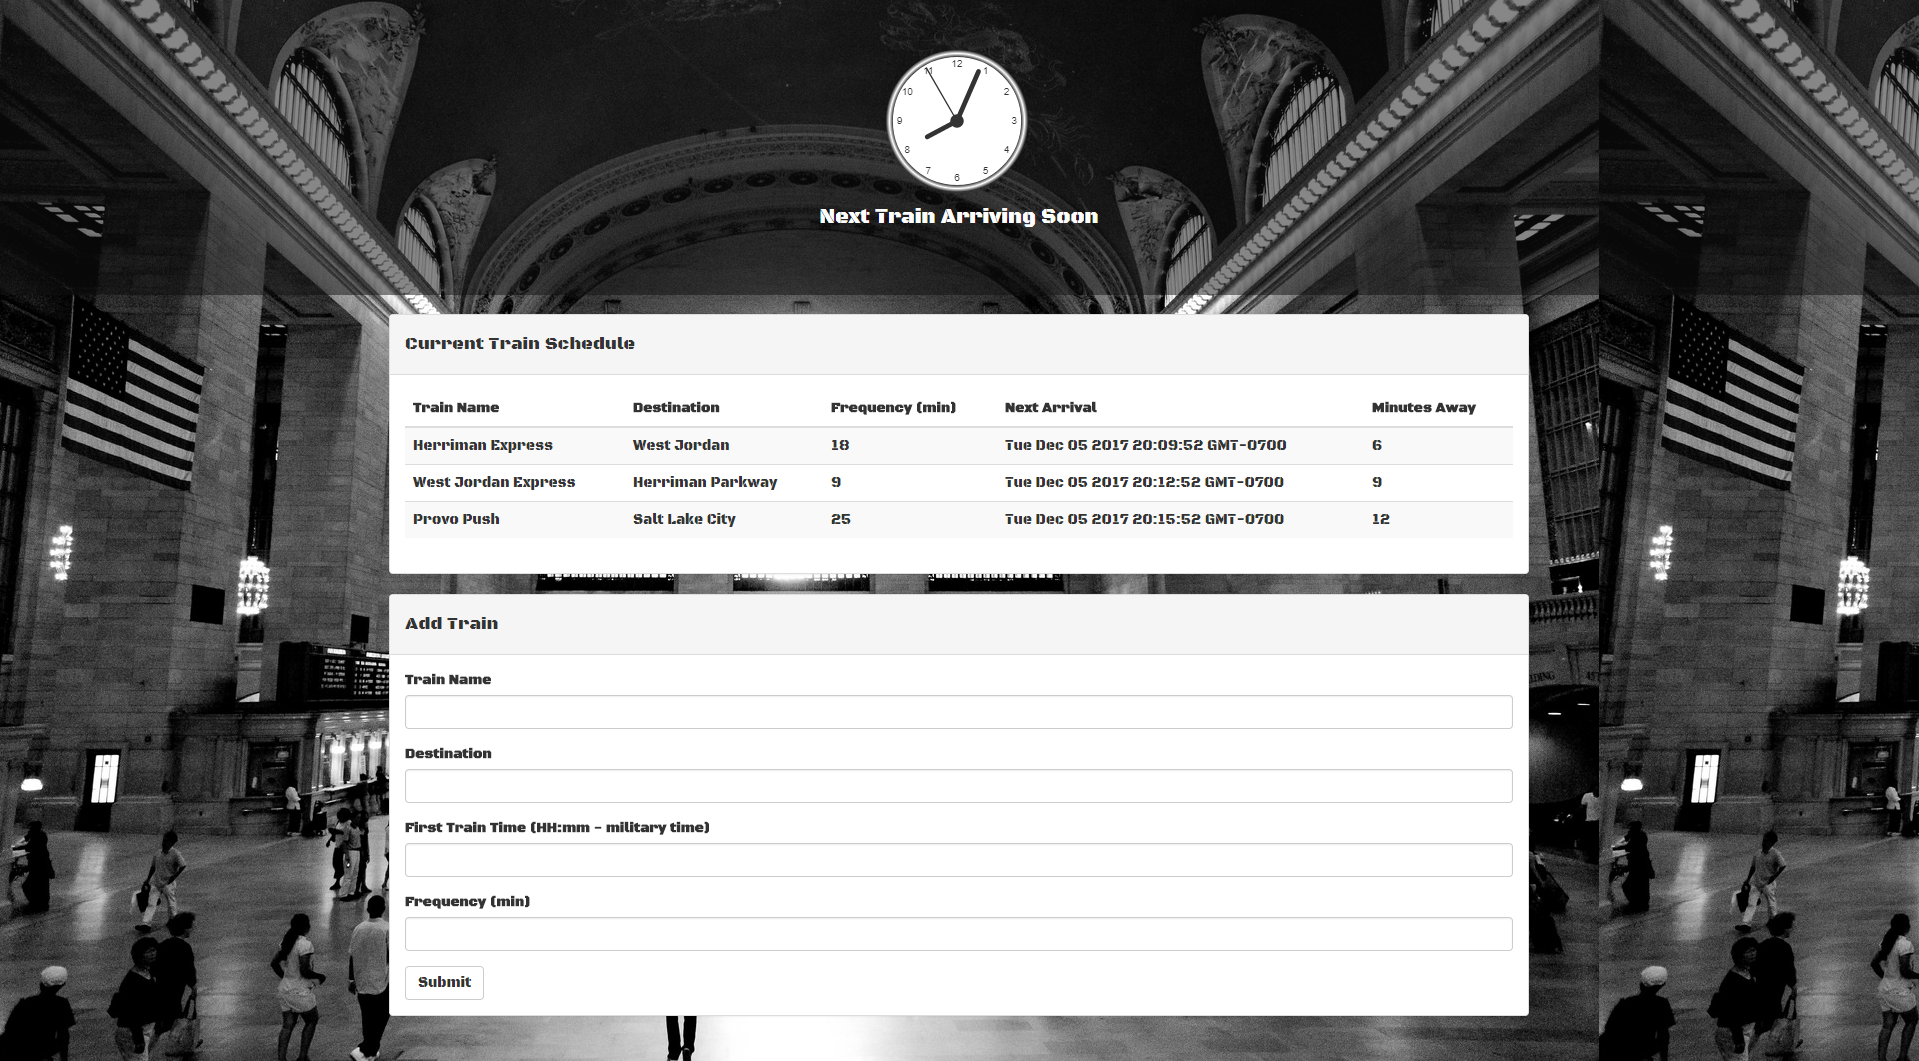 12
11
1
10
2
9
3
8
4
7
5
6
Next Train Arriving Soon
Current Train Schedule
Train Name Destination Frequency (min) Next Arrival Minutes Away
Herriman Express West Jordan 18 Tue Dec 05 2017 20:09:52 GMT-0700 6
West Jordan Express Herriman Parkway 9 Tue Dec 05 2017 20:12:52 GMT-0700 9
Provo Push Salt Lake City 25 Tue Dec 05 2017 20:15:52 GMT-0700 12
Add Train
Train Name
Destination
First Train Time (HH:mm - military time)
Frequency (min)
Submit